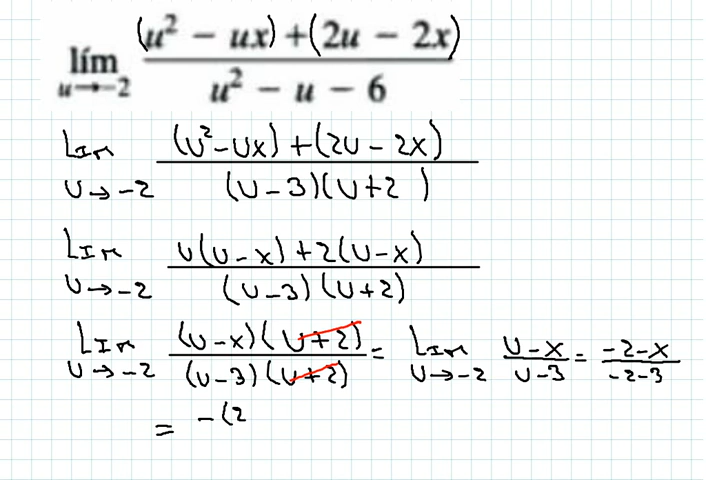 lím (u² − ux) + (2u − 2x)
u→−2 u² − u − 6
Lim (U²-Ux) + (2U - 2x)
U→-2 (U-3)(U+2)
Lim U(U-x) + 2(U-x)
U→-2 (U-3)(U+2)
Lim (U-x)(U+2) = Lim U-x = -2-x
U→-2 (U-3)(U+2) U→-2 U-3 -2-3
= -(2